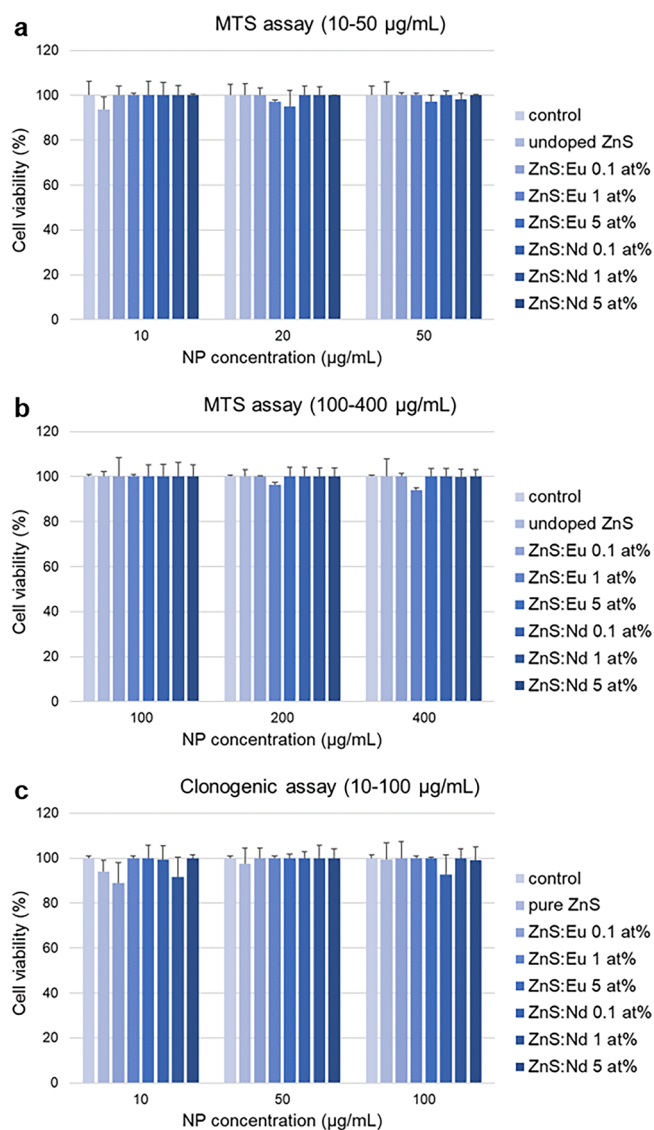 a
MTS assay (10-50 µg/mL)
120
100
80
60
40
20
0
Cell viability (%)
10
20
50
NP concentration (µg/mL)
control
undoped ZnS
ZnS:Eu 0.1 at%
ZnS:Eu 1 at%
ZnS:Eu 5 at%
ZnS:Nd 0.1 at%
ZnS:Nd 1 at%
ZnS:Nd 5 at%
b
MTS assay (100-400 µg/mL)
120
100
80
60
40
20
0
Cell viability (%)
100
200
400
NP concentration (µg/mL)
control
undoped ZnS
ZnS:Eu 0.1 at%
ZnS:Eu 1 at%
ZnS:Eu 5 at%
ZnS:Nd 0.1 at%
ZnS:Nd 1 at%
ZnS:Nd 5 at%
c
Clonogenic assay (10-100 µg/mL)
120
100
80
60
40
20
0
Cell viability (%)
10
50
100
NP concentration (µg/mL)
control
pure ZnS
ZnS:Eu 0.1 at%
ZnS:Eu 1 at%
ZnS:Eu 5 at%
ZnS:Nd 0.1 at%
ZnS:Nd 1 at%
ZnS:Nd 5 at%